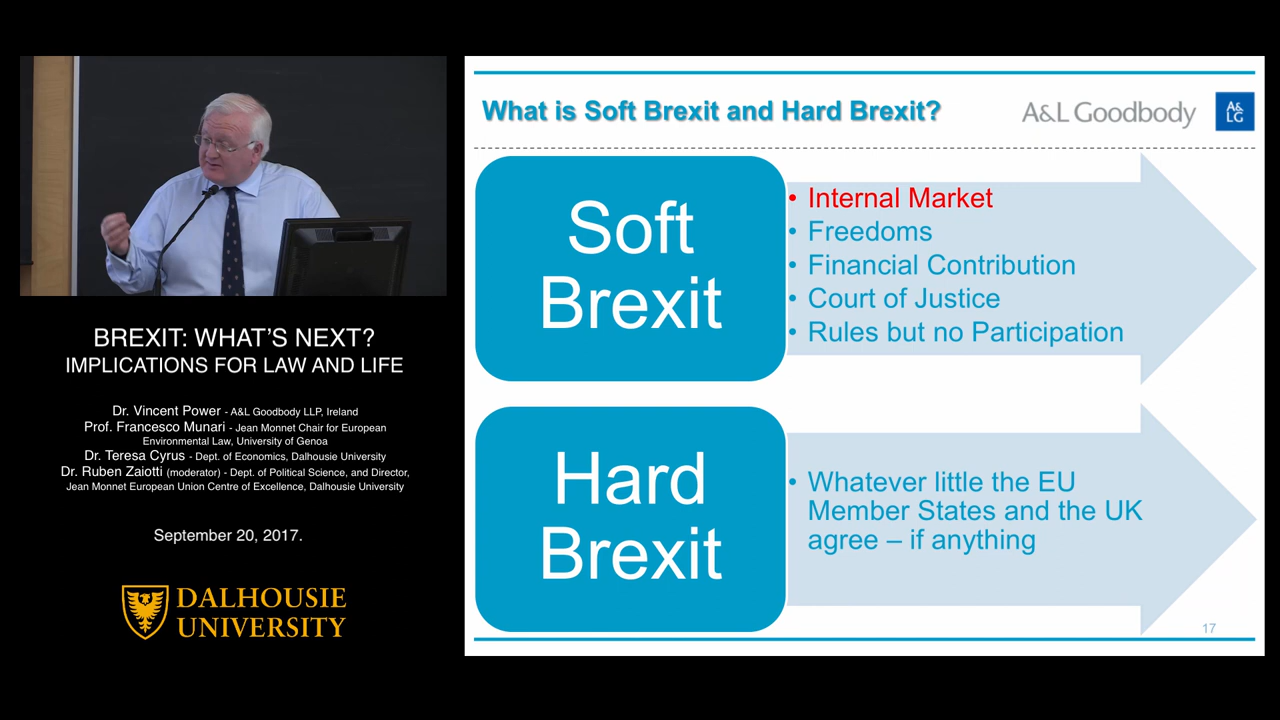 BREXIT: WHAT'S NEXT?
IMPLICATIONS FOR LAW AND LIFE
Dr. Vincent Power - A&L Goodbody LLP, Ireland
Prof. Francesco Munari - Jean Monnet Chair for European
Environmental Law, University of Genoa
Dr. Teresa Cyrus - Dept. of Economics, Dalhousie University
Dr. Ruben Zaiotti (moderator) - Dept. of Political Science, and Director,
Jean Monnet European Union Centre of Excellence, Dalhousie University
September 20, 2017.
DALHOUSIE
UNIVERSITY
What is Soft Brexit and Hard Brexit?
A&L Goodbody
A&
LG
Soft
Brexit
• Internal Market
• Freedoms
• Financial Contribution
• Court of Justice
• Rules but no Participation
Hard
Brexit
• Whatever little the EU
Member States and the UK
agree – if anything
17